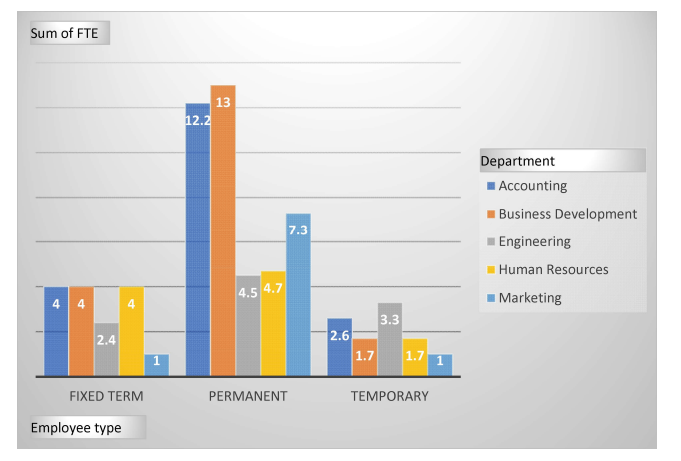 Sum of FTE
12.2
13
4.5
4.7
7.3
4
4
2.4
4
1
2.6
1.7
3.3
1.7
1
FIXED TERM
PERMANENT
TEMPORARY
Employee type
Department
Accounting
Business Development
Engineering
Human Resources
Marketing